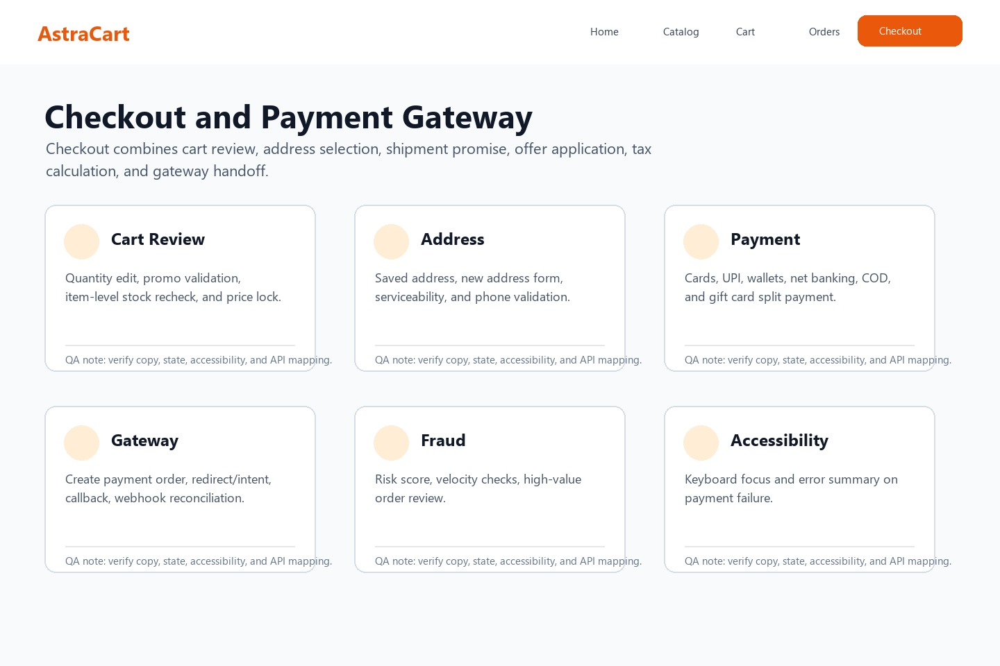 AstraCart
Home
Catalog
Cart
Orders
Checkout
Checkout and Payment Gateway
Checkout combines cart review, address selection, shipment promise, offer application, tax
calculation, and gateway handoff.
Cart Review
Quantity edit, promo validation,
item-level stock recheck, and price lock.
QA note: verify copy, state, accessibility, and API mapping.
Address
Saved address, new address form,
serviceability, and phone validation.
QA note: verify copy, state, accessibility, and API mapping.
Payment
Cards, UPI, wallets, net banking, COD,
and gift card split payment.
QA note: verify copy, state, accessibility, and API mapping.
Gateway
Create payment order, redirect/intent,
callback, webhook reconciliation.
QA note: verify copy, state, accessibility, and API mapping.
Fraud
Risk score, velocity checks, high-value
order review.
QA note: verify copy, state, accessibility, and API mapping.
Accessibility
Keyboard focus and error summary on
payment failure.
QA note: verify copy, state, accessibility, and API mapping.